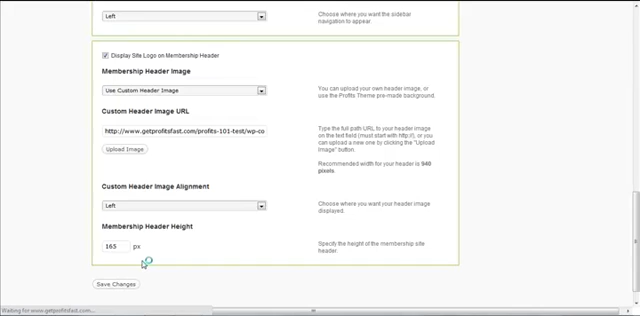 Left
Choose where you want the sidebar
navigation to appear.
Display Site Logo on Membership Header
Membership Header Image
Use Custom Header Image
You can upload your own header image, or
use the Profits Theme pre-made background.
Custom Header Image URL
http://www.getprofitsfast.com/profits-101-test/wp-co
Type the full path URL to your header image
on the text field (must start with http://), or
you can upload a new one by clicking the "Upload
Image" button.
Upload Image
Recommended width for your header is 940
pixels.
Custom Header Image Alignment
Left
Choose where you want your header image
displayed.
Membership Header Height
165 px
Specify the height of the membership site
header.
Save Changes
Waiting for www.getprofitsfast.com...